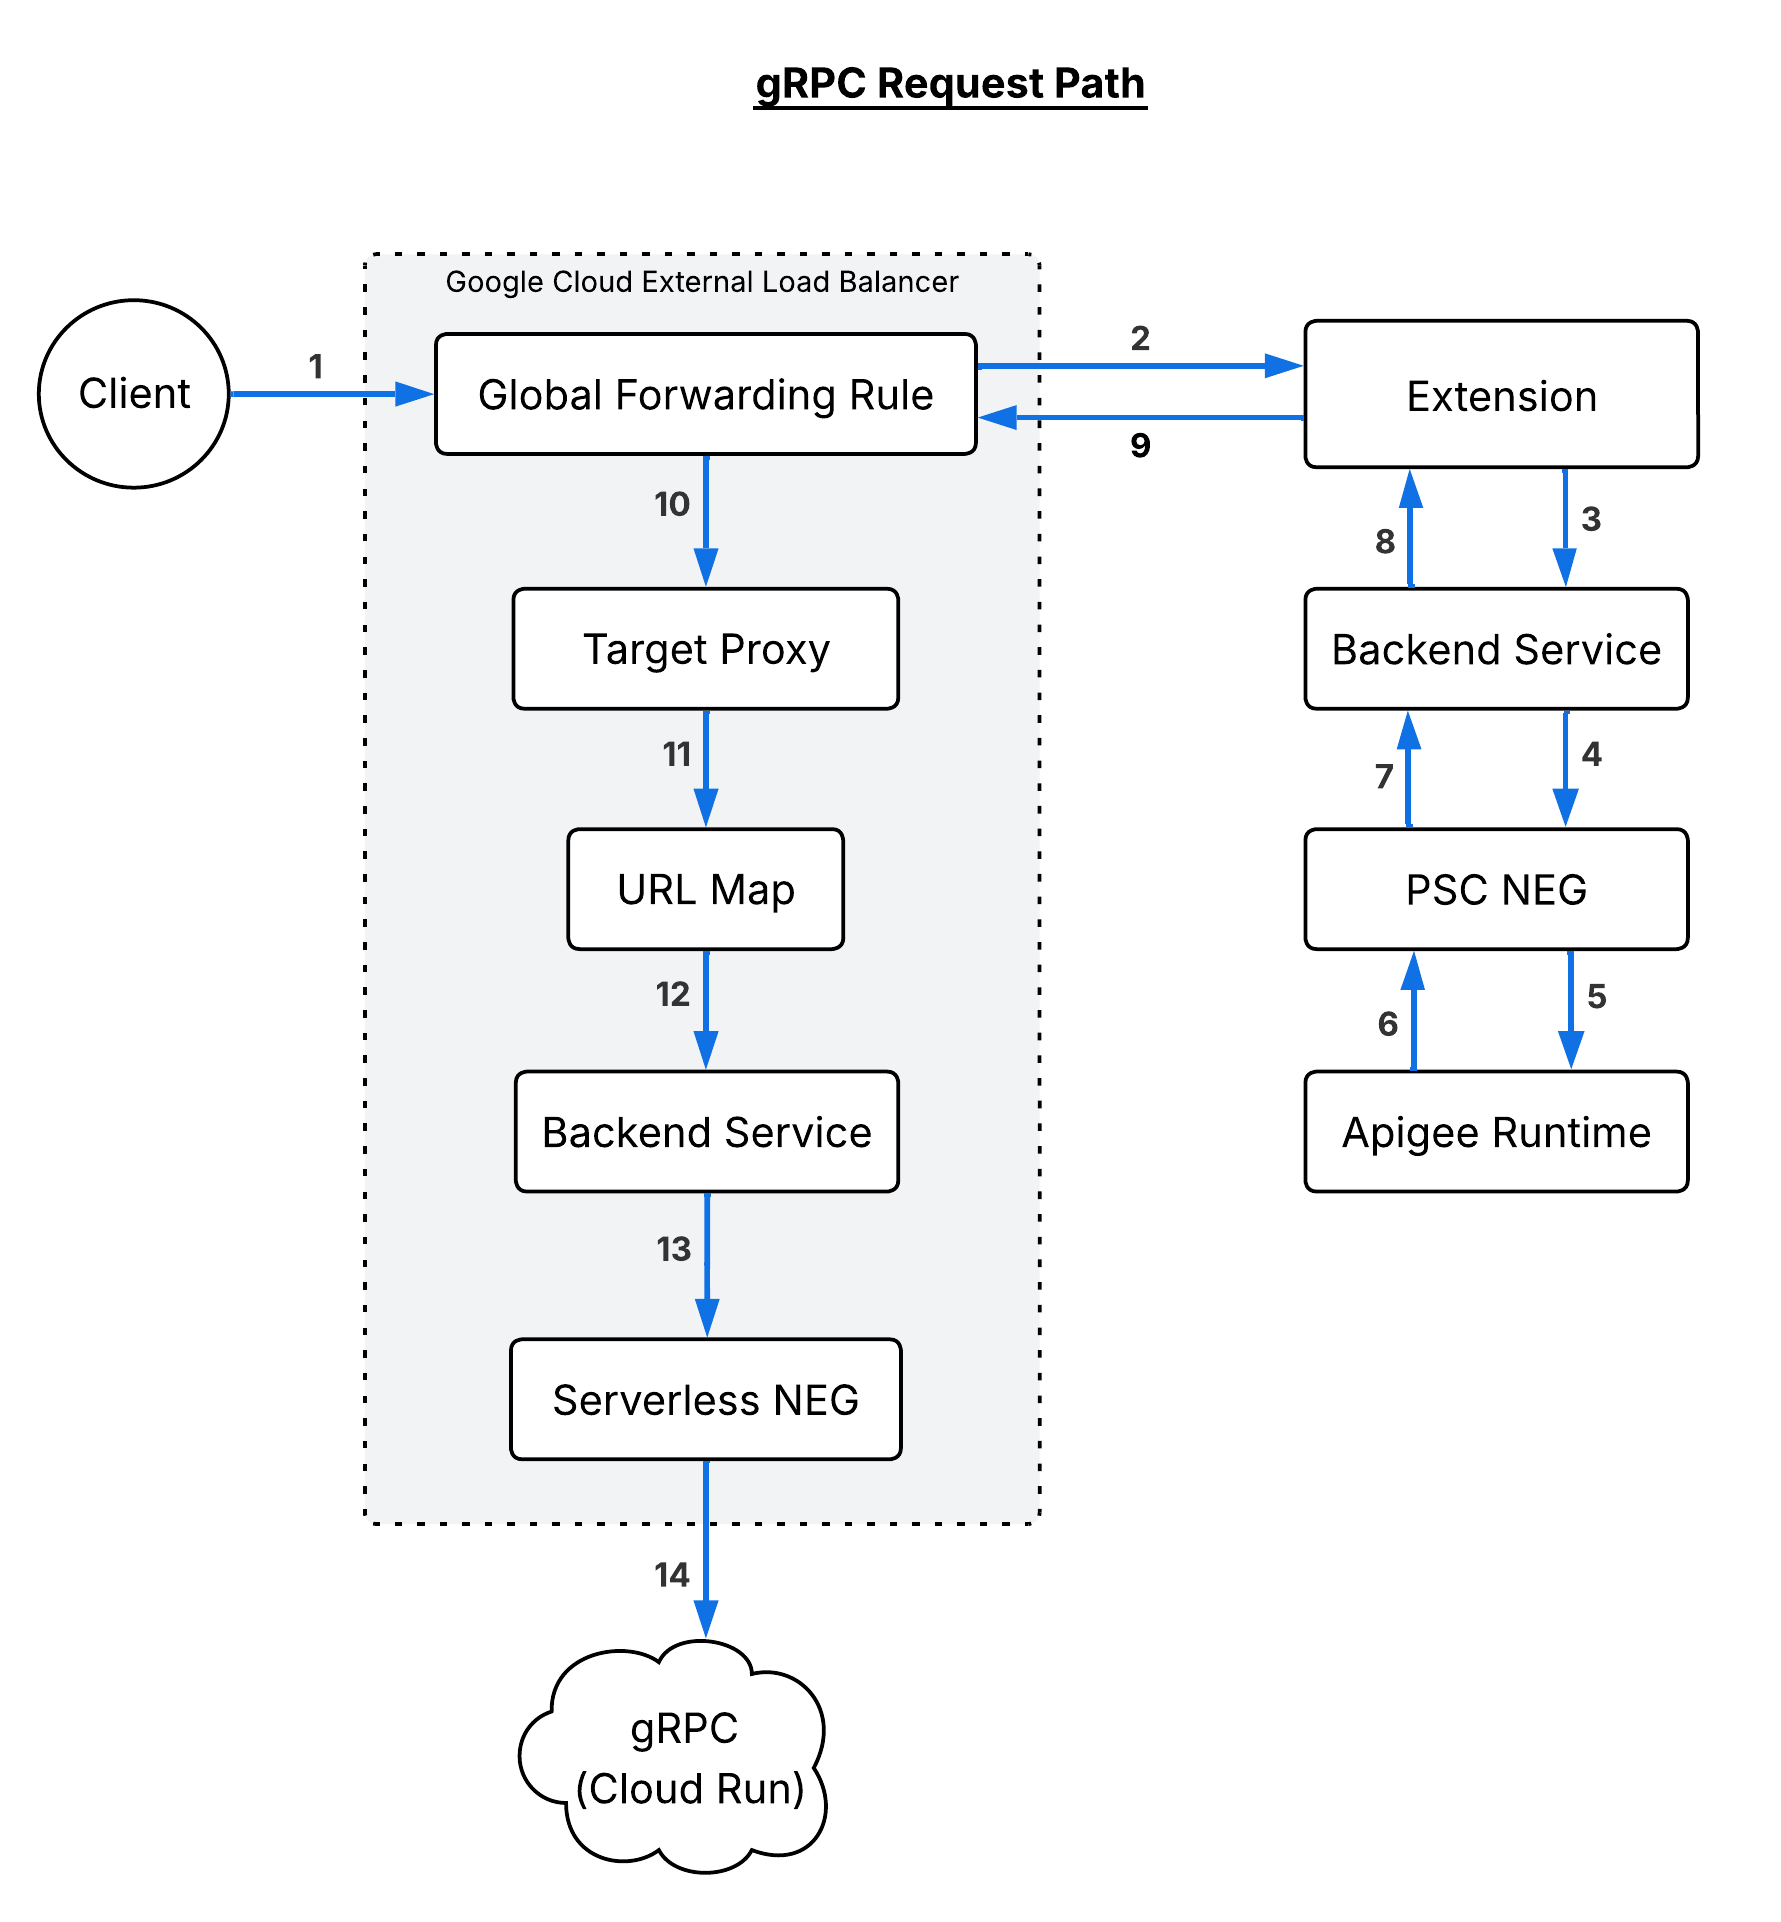 gRPC Request Path
Google Cloud External Load Balancer
Client
1
Global Forwarding Rule
2
9
Extension
10
8
3
Target Proxy
Backend Service
11
7
4
URL Map
PSC NEG
12
6
5
Backend Service
Apigee Runtime
13
Serverless NEG
14
gRPC
(Cloud Run)